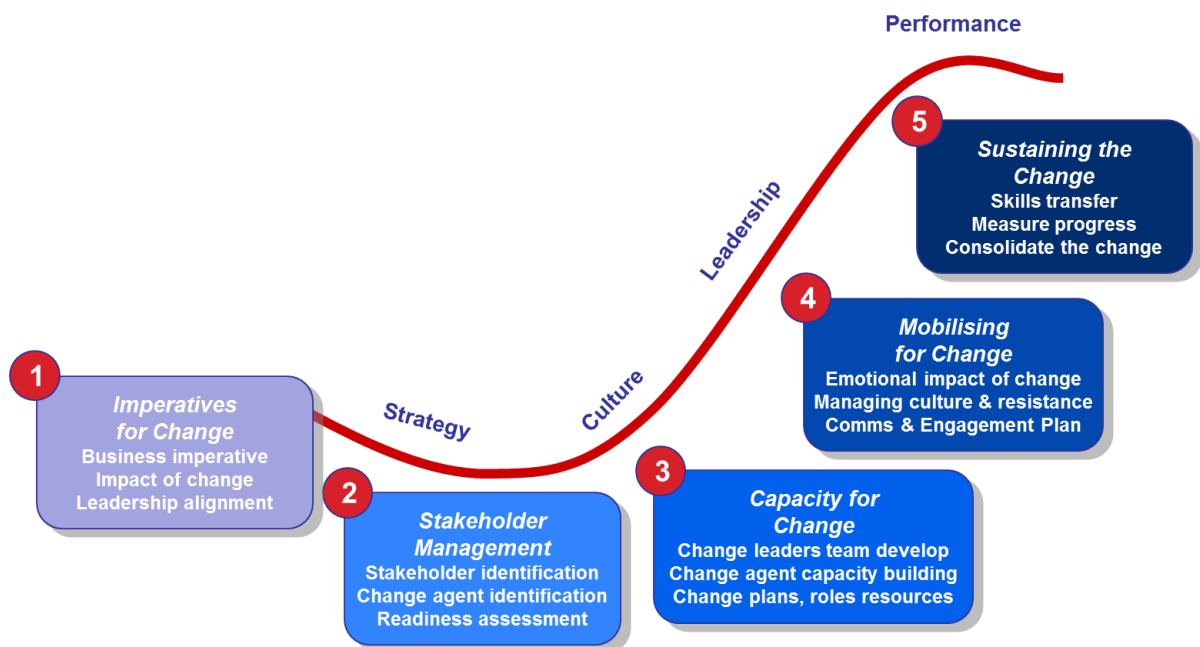 Performance
5
Sustaining the
Change
Skills transfer
Measure progress
Consolidate the change
Leadership
4
Mobilising
for Change
Emotional impact of change
Managing culture & resistance
Comms & Engagement Plan
1
Imperatives
for Change
Business imperative
Impact of change
Leadership alignment
Strategy
Culture
2
Stakeholder
Management
Stakeholder identification
Change agent identification
Readiness assessment
3
Capacity for
Change
Change leaders team develop
Change agent capacity building
Change plans, roles resources